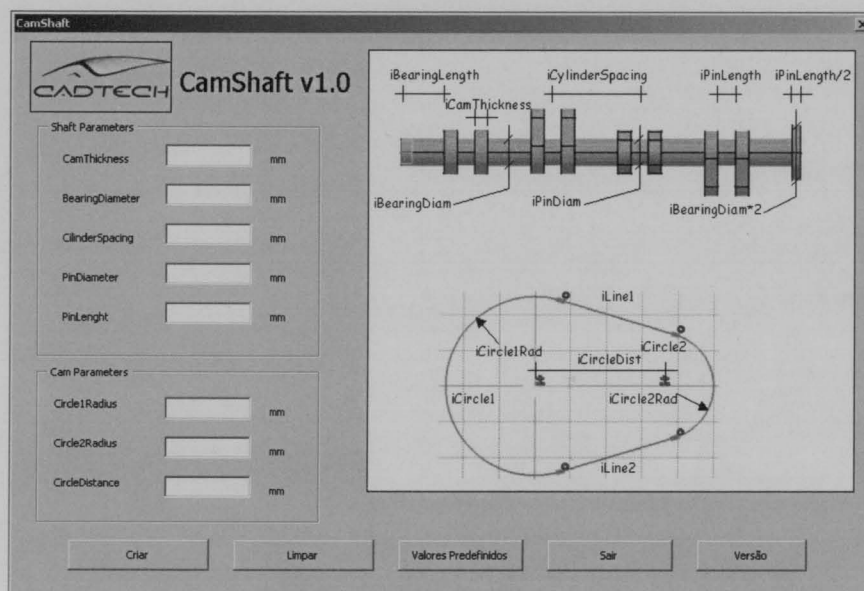 CamShaft
CADTECH
CamShaft v1.0
Shaft Parameters
CamThickness mm
BearingDiameter mm
CilinderSpacing mm
PinDiameter mm
PinLenght mm
Cam Parameters
Circle1Radius mm
Circle2Radius mm
CircleDistance mm
iBearingLength iCylinderSpacing iPinLength iPinLength/2
iCamThickness
iBearingDiam iPinDiam iBearingDiam*2
iLine1
iCircle1Rad iCircle2
iCircleDist
iCircle1 iCircle2Rad
iLine2
Criar Limpar Valores Predefinidos Sair Versão